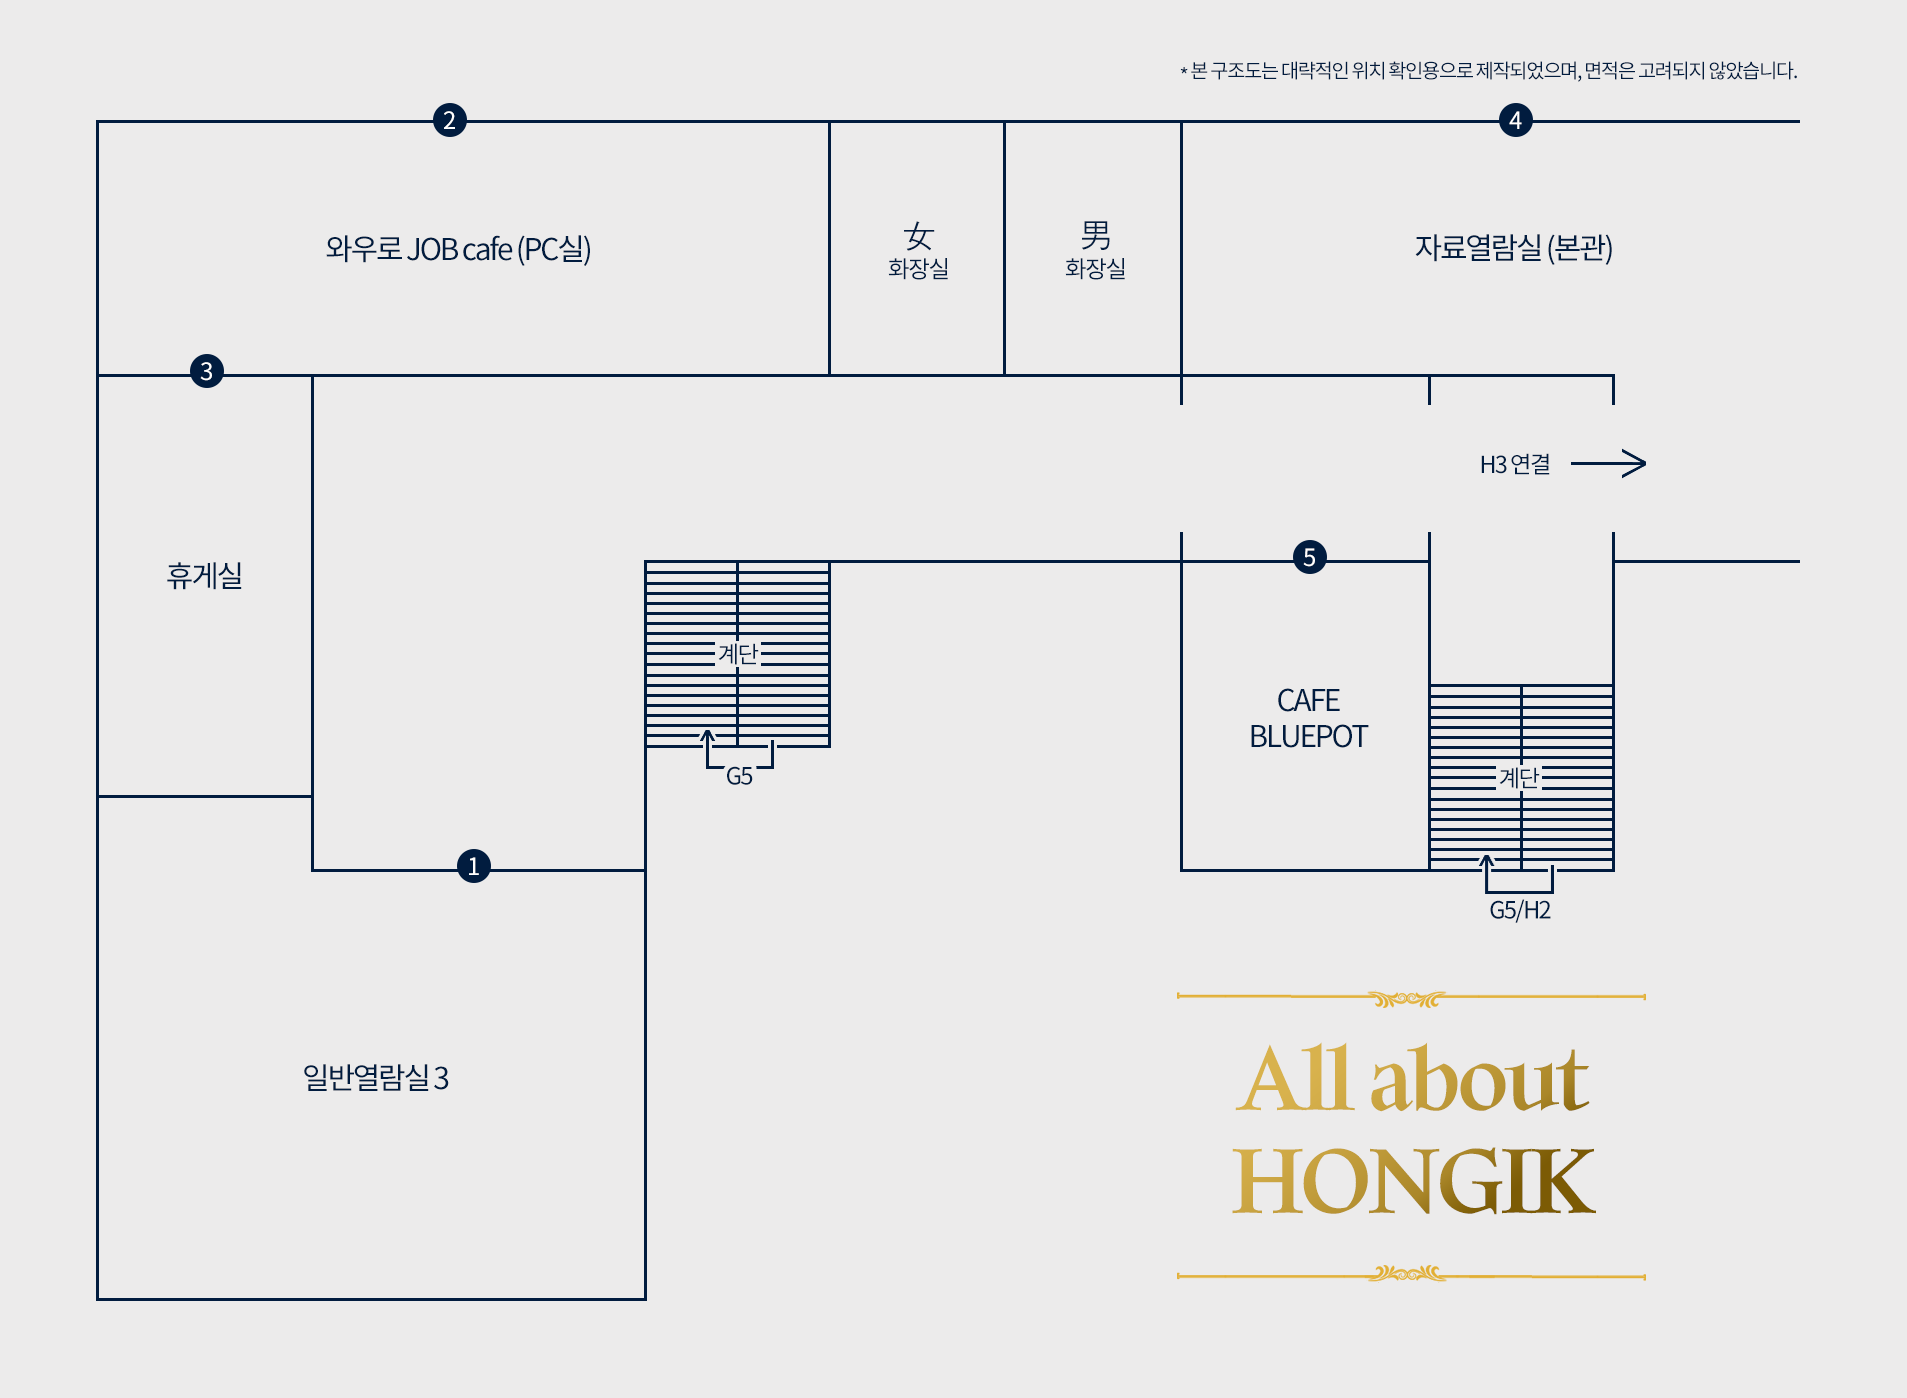 * 본 구조도는 대략적인 위치 확인용으로 제작되었으며, 면적은 고려되지 않았습니다.
2
4
와우로 JOB cafe (PC실)
女
화장실
男
화장실
자료열람실 (본관)
3
H3 연결
휴게실
5
계단
G5
CAFE
BLUEPOT
계단
G5/H2
1
일반열람실 3
All about
HONGIK